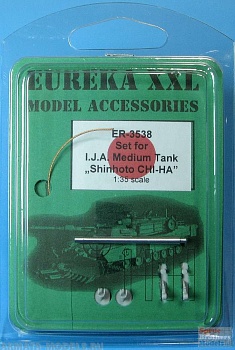 EUREKA XXL
MODEL ACCESSORIES
ER-3538
Set for
I.J.A. Medium Tank
„Shinhoto CHI-HA"
1:35 scale